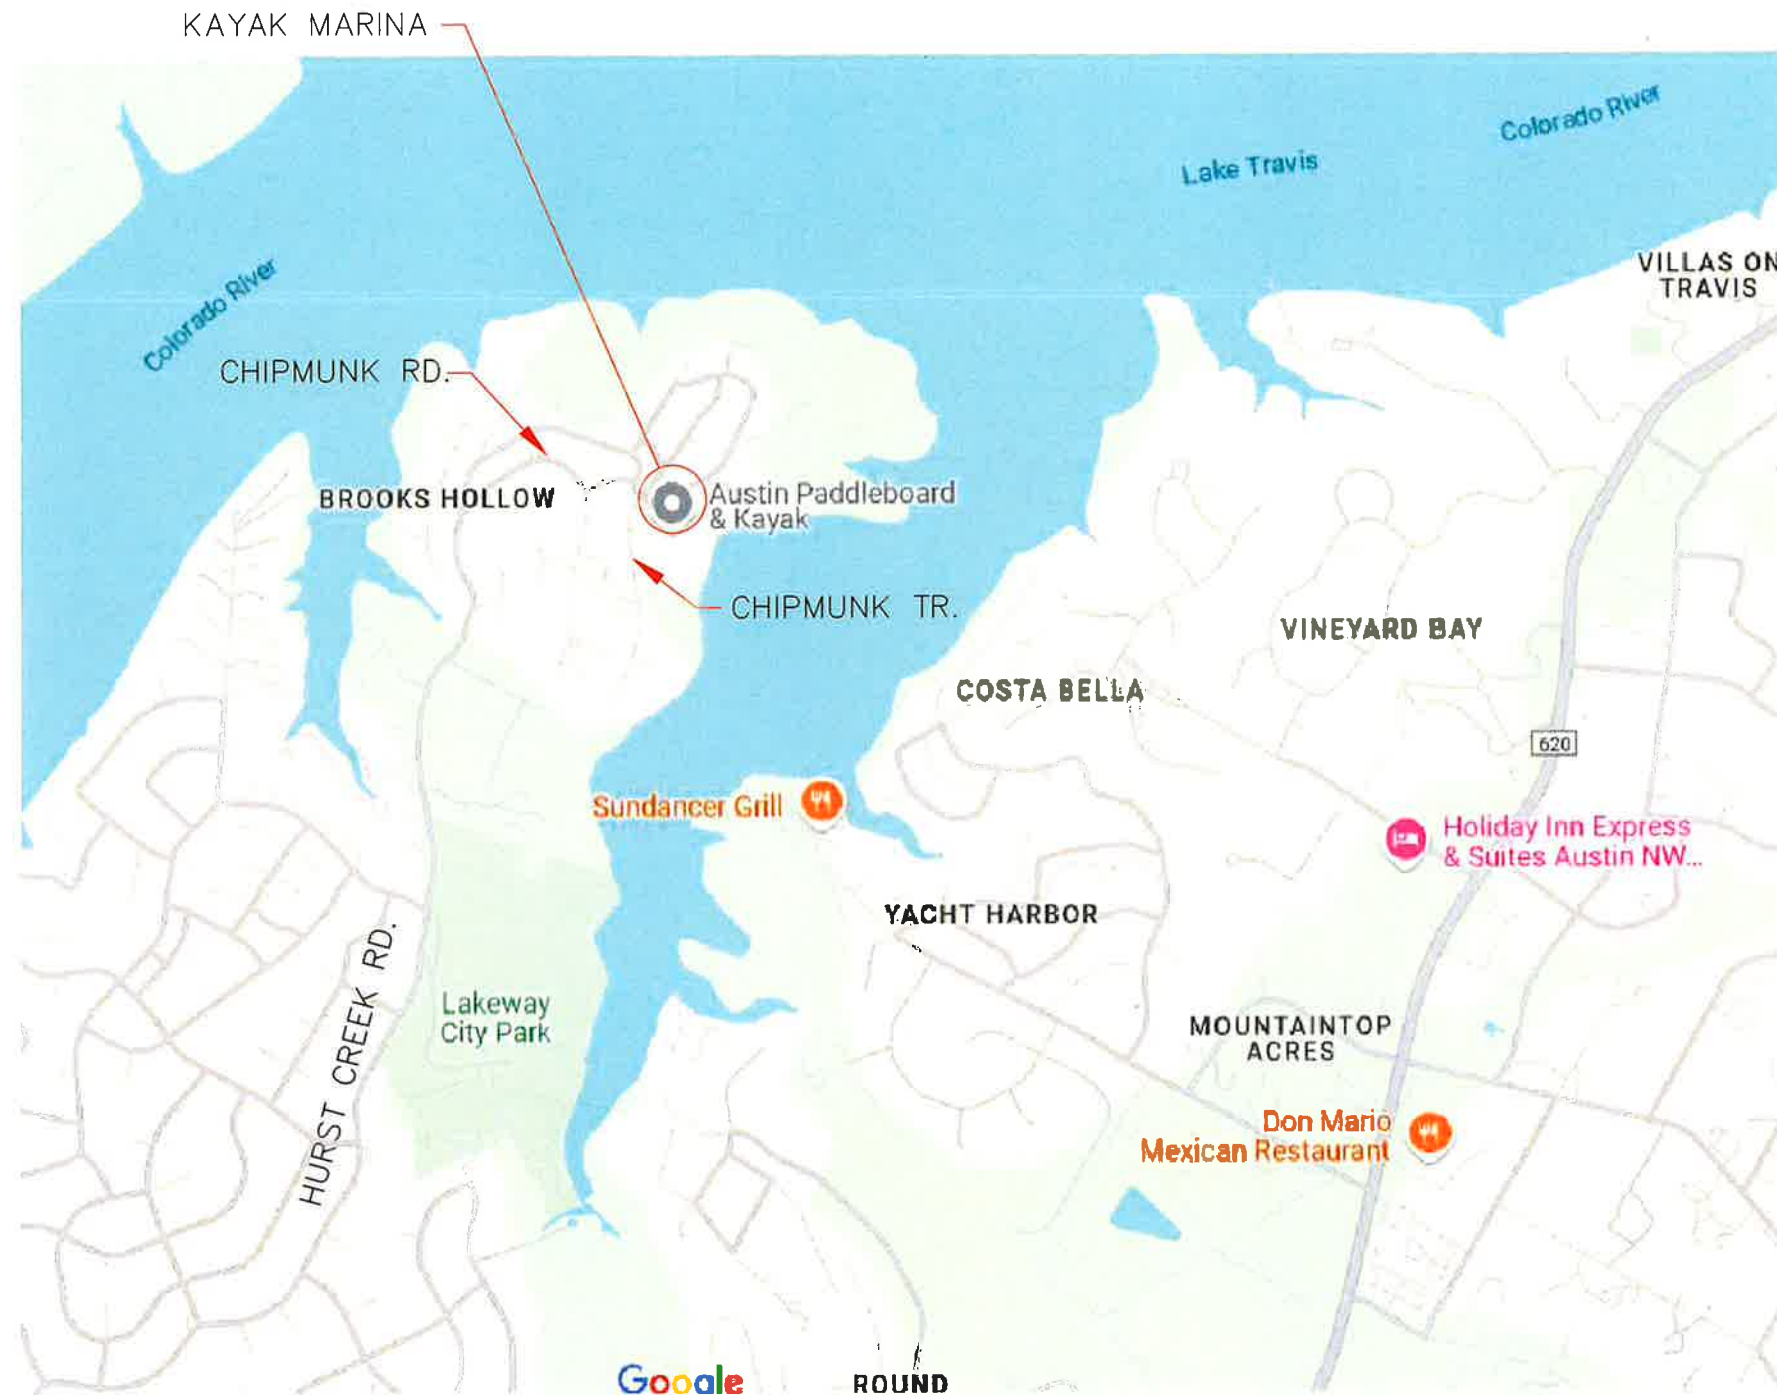 KAYAK MARINA
Colorado River
Lake Travis
Colorado River
VILLAS ON
TRAVIS
CHIPMUNK RD.
BROOKS HOLLOW
Austin Paddleboard
& Kayak
CHIPMUNK TR.
VINEYARD BAY
COSTA BELLA
620
Sundancer Grill
Holiday Inn Express
& Suites Austin NW...
YACHT HARBOR
HURST CREEK RD.
Lakeway
City Park
MOUNTAINTOP
ACRES
Don Mario
Mexican Restaurant
Google
ROUND